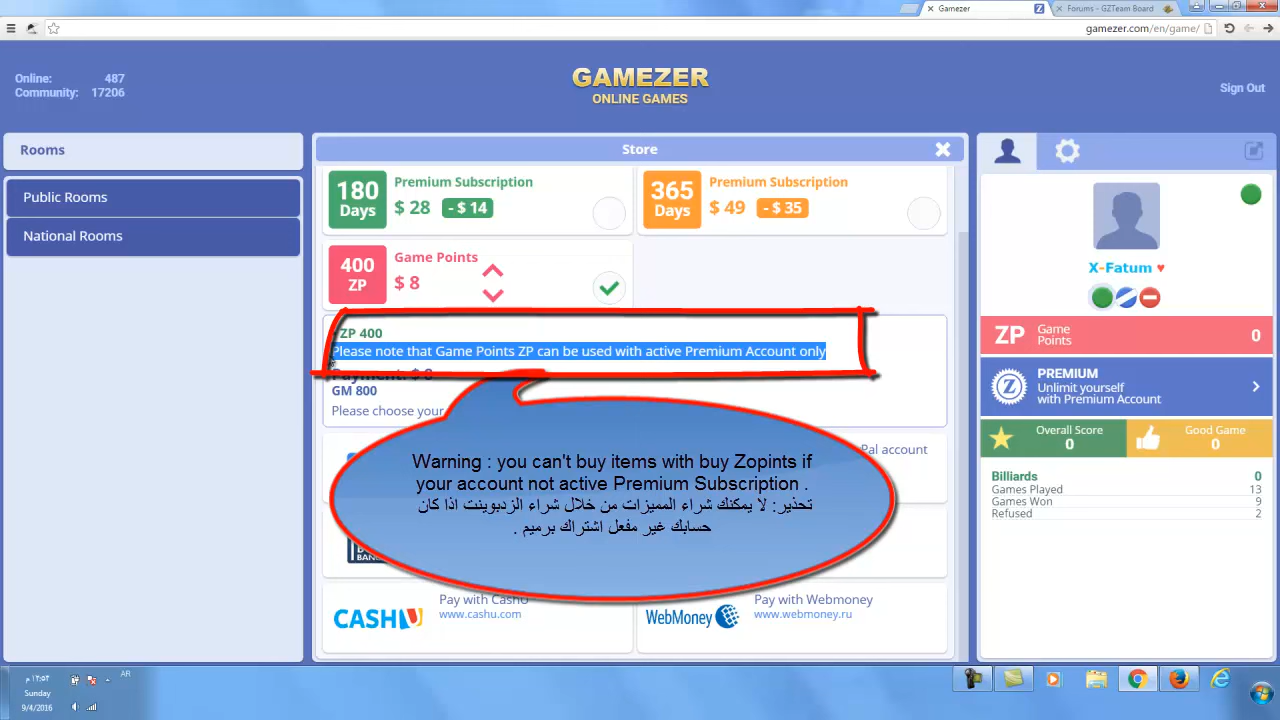 Gamezer
Forums - GZTeam Board
gamezer.com/en/game/
Online: 487
Community: 17206
GAMEZER
ONLINE GAMES
Sign Out
Rooms
Public Rooms
National Rooms
Store
180 Days
Premium Subscription
$ 28 - $ 14
365 Days
Premium Subscription
$ 49 - $ 35
400 ZP
Game Points
$ 8
ZP 400
Please note that Game Points ZP can be used with active Premium Account only
Payment: $ 8
GM 800
Please choose your
Pal account
Warning : you can't buy items with buy Zopints if
your account not active Premium Subscription .
تحذير: لا يمكنك شراء المميزات من خلال شراء الزدبوينت اذا كان
حسابك غير مفعل اشتراك برميم .
BAN
CASHU
Pay with CashU
www.cashu.com
WebMoney
Pay with Webmoney
www.webmoney.ru
X-Fatum ♥
ZP Game Points 0
PREMIUM
Unlimit yourself
with Premium Account
Overall Score
0
Good Game
0
Billiards 0
Games Played 13
Games Won 9
Refused 2
AR
١٢:٥٣ م
Sunday
9/4/2016